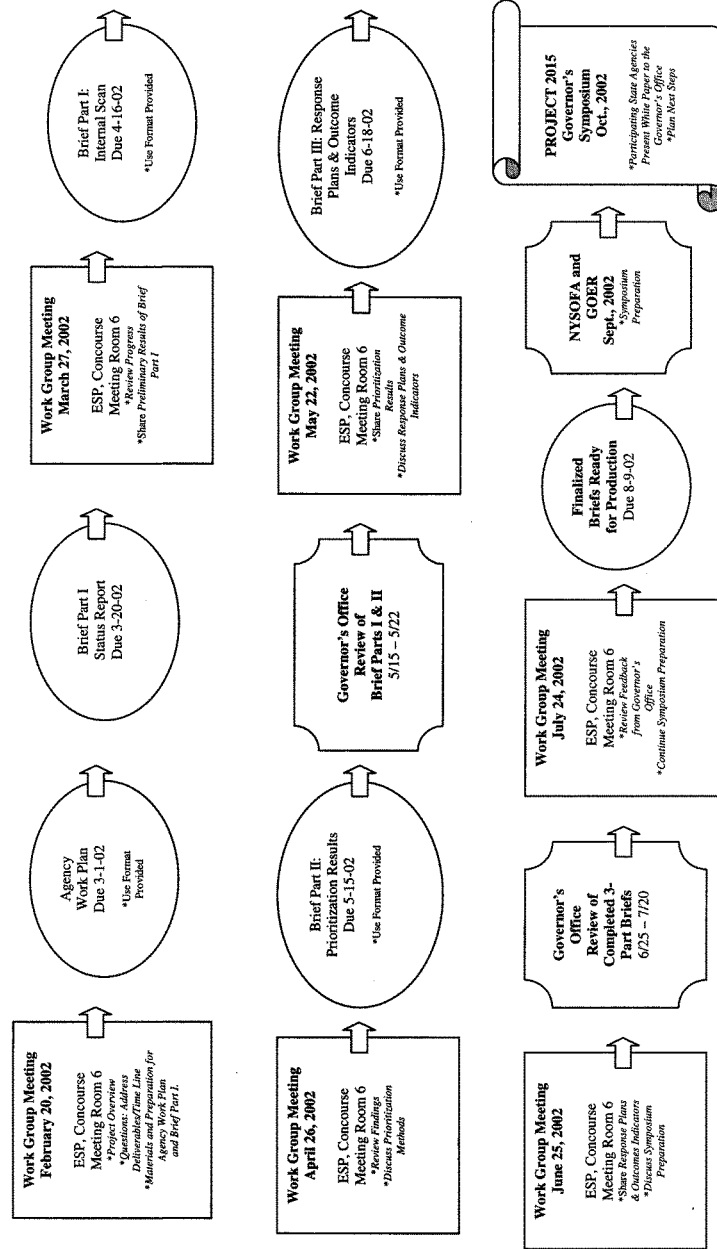 Work Group Meeting
February 20, 2002
ESP, Concourse
Meeting Room 6
*Project Overview
*Questions: Address
Deliverables/Time Line
*Materials and Preparation for
Agency Work Plan
and Brief Part I.
Agency
Work Plan
Due 3-1-02
*Use Format
Provided
Brief Part I
Status Report
Due 3-20-02
Work Group Meeting
March 27, 2002
ESP, Concourse
Meeting Room 6
*Review Progress
*Share Preliminary Results of Brief
Part I
Brief Part I:
Internal Scan
Due 4-16-02
*Use Format Provided
Work Group Meeting
April 26, 2002
ESP, Concourse
Meeting Room 6
*Review Findings
*Discuss Prioritization
Methods
Brief Part II:
Prioritization Results
Due 5-15-02
*Use Format Provided
Governor's Office
Review of
Brief Parts I & II
5/15 – 5/22
Work Group Meeting
May 22, 2002
ESP, Concourse
Meeting Room 6
*Share Prioritization
Results
*Discuss Response Plans & Outcome
Indicators
Brief Part III: Response
Plans & Outcome
Indicators
Due 6-18-02
*Use Format Provided
Work Group Meeting
June 25, 2002
ESP, Concourse
Meeting Room 6
*Share Response Plans
& Outcomes Indicators
*Discuss Symposium
Preparation
Governor's
Office
Review of
Completed 3-
Part Briefs
6/25 – 7/20
Work Group Meeting
July 24, 2002
ESP, Concourse
Meeting Room 6
*Review Feedback
from Governor's
Office
*Continue Symposium Preparation
Finalized
Briefs Ready
for Production
Due 8-9-02
NYSOFA and
GOER
Sept., 2002
*Symposium
Preparation
PROJECT 2015
Governor's
Symposium
Oct., 2002
*Participating State Agencies
Present White Paper to the
Governor's Office
*Plan Next Steps